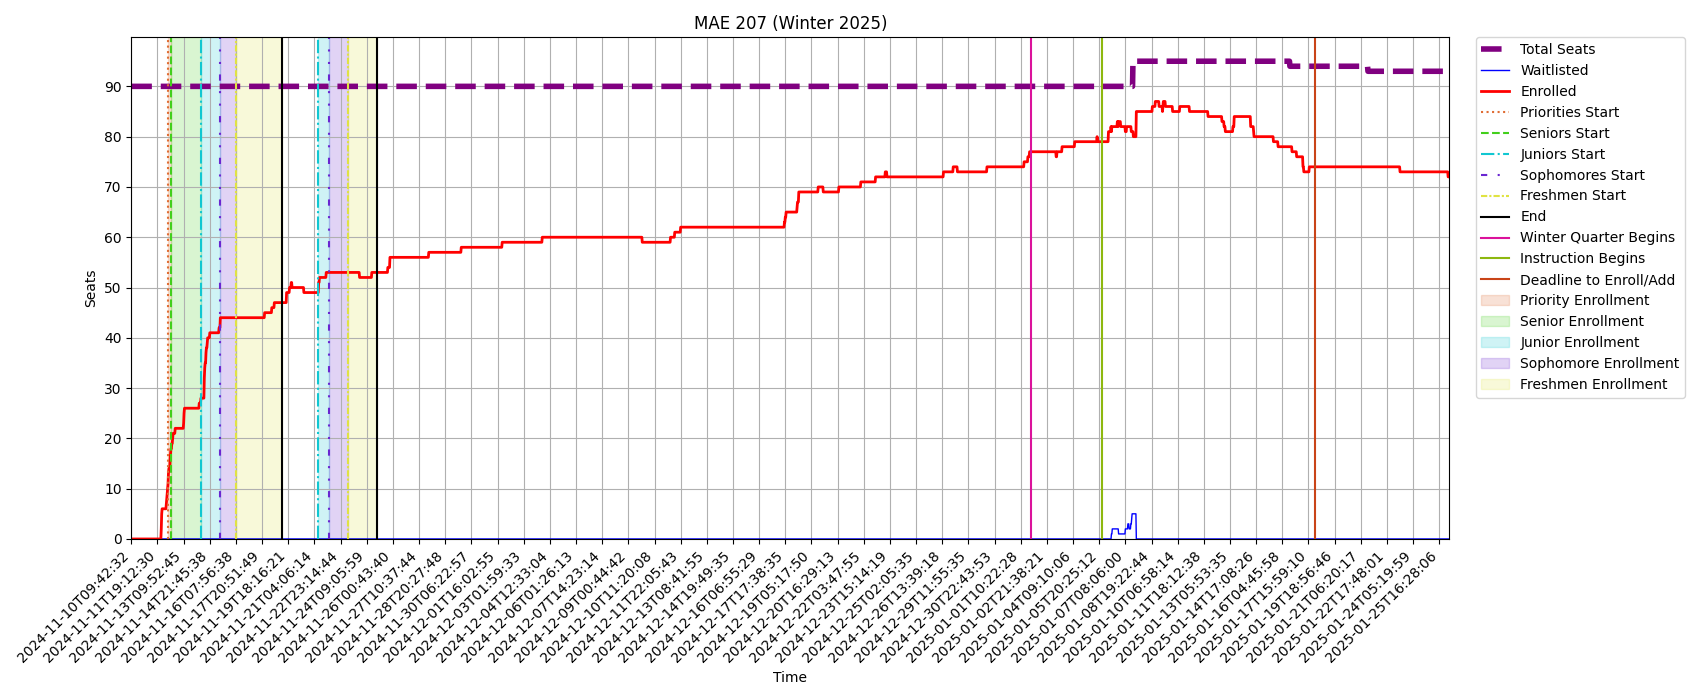 MAE 207 (Winter 2025)
Seats
90
80
70
60
50
40
30
20
10
0
2024-11-10T09:42:32
2024-11-11T19:12:30
2024-11-13T09:52:45
2024-11-14T21:45:38
2024-11-16T07:56:38
2024-11-17T20:51:49
2024-11-19T18:16:21
2024-11-21T04:06:14
2024-11-22T23:14:44
2024-11-24T09:05:59
2024-11-26T00:43:40
2024-11-27T10:37:44
2024-11-28T20:27:48
2024-11-30T06:22:57
2024-12-01T16:02:55
2024-12-03T01:59:33
2024-12-04T12:33:04
2024-12-06T01:26:13
2024-12-07T14:23:14
2024-12-09T00:44:42
2024-12-10T11:20:08
2024-12-11T22:05:43
2024-12-13T08:41:55
2024-12-14T19:49:35
2024-12-16T06:55:29
2024-12-17T17:38:35
2024-12-19T05:17:50
2024-12-20T16:29:13
2024-12-22T03:47:55
2024-12-23T15:14:19
2024-12-25T02:05:35
2024-12-26T13:39:18
2024-12-29T11:55:35
2024-12-30T22:43:53
2025-01-01T10:22:28
2025-01-02T21:38:21
2025-01-04T09:10:06
2025-01-05T20:25:12
2025-01-07T08:06:00
2025-01-08T19:22:44
2025-01-10T06:58:14
2025-01-11T18:12:38
2025-01-13T05:53:35
2025-01-14T17:08:26
2025-01-16T04:45:58
2025-01-17T15:59:10
2025-01-19T18:56:46
2025-01-21T06:20:17
2025-01-22T17:48:01
2025-01-24T05:19:59
2025-01-25T16:28:06
Time
Total Seats
Waitlisted
Enrolled
Priorities Start
Seniors Start
Juniors Start
Sophomores Start
Freshmen Start
End
Winter Quarter Begins
Instruction Begins
Deadline to Enroll/Add
Priority Enrollment
Senior Enrollment
Junior Enrollment
Sophomore Enrollment
Freshmen Enrollment